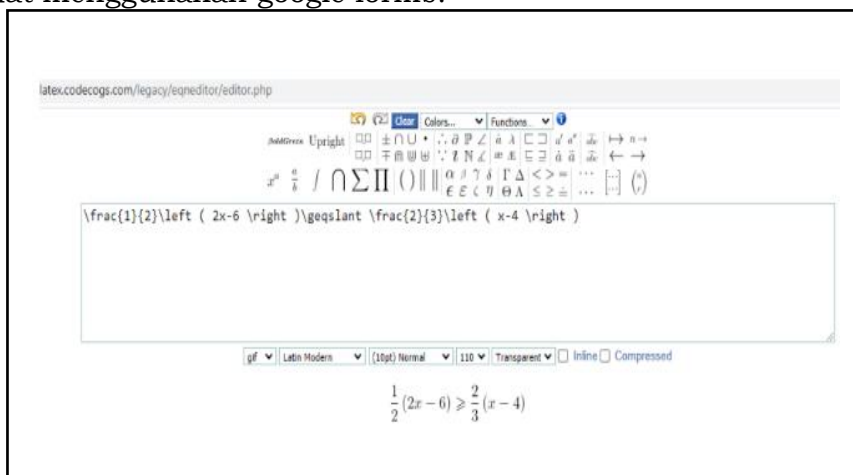 menggunakan google forms.
latex.codecogs.com/legacy/eqneditor/editor.php
Clear Colors... Functions...
Upright
\frac{1}{2}\left ( 2x-6 \right )\geqslant \frac{2}{3}\left ( x-4 \right )
gif Latin Modern (10pt) Normal 110 Transparent Inline Compressed
1/2 (2x − 6) ⩾ 2/3 (x − 4)